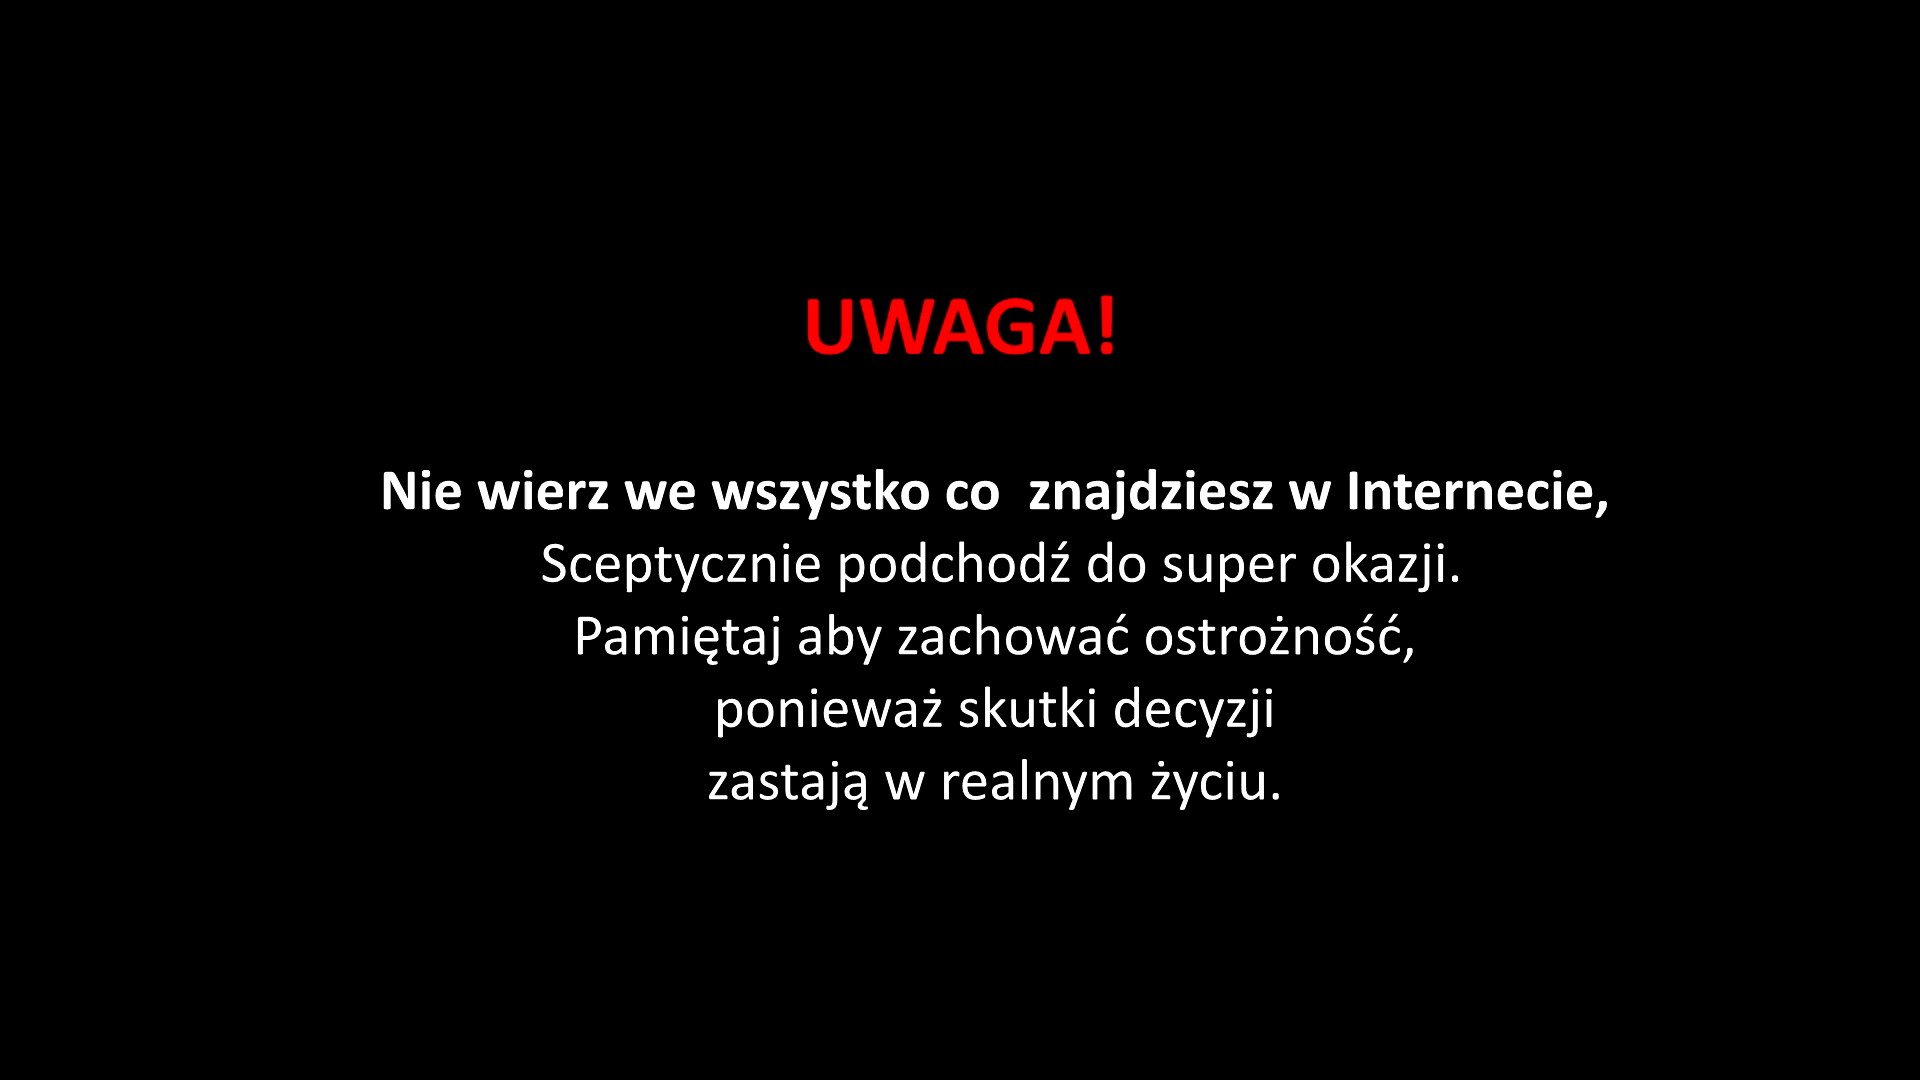 UWAGA!
Nie wierz we wszystko co  znajdziesz w Internecie,
Sceptycznie podchodź do super okazji.
Pamiętaj aby zachować ostrożność,
ponieważ skutki decyzji
zastają w realnym życiu.